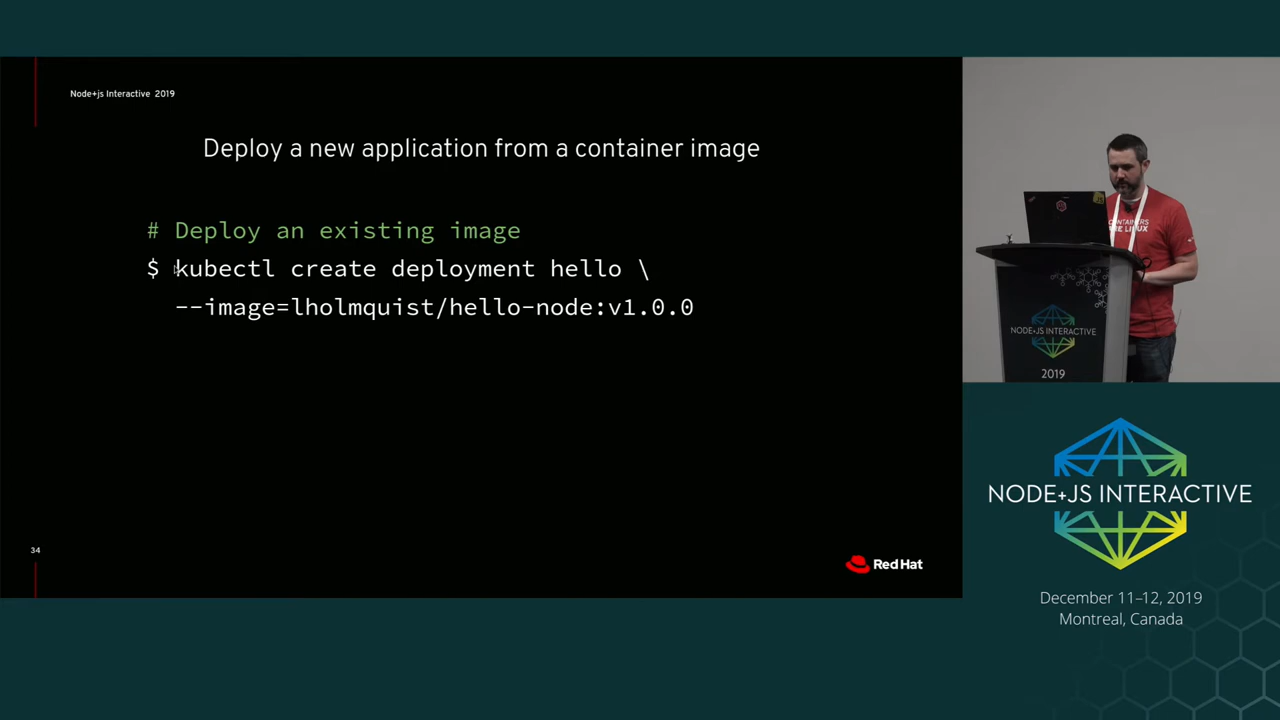 Node+js Interactive 2019
Deploy a new application from a container image
# Deploy an existing image
$ kubectl create deployment hello \
--image=lholmquist/hello-node:v1.0.0
34
Red Hat
CONTAINERS
LINUX
NODE+JS INTERACTIVE
2019
NODE+JS INTERACTIVE
December 11–12, 2019
Montreal, Canada